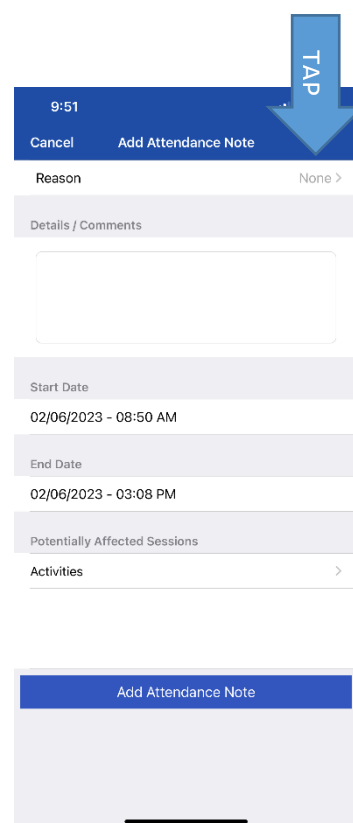 TAP
9:51
Cancel Add Attendance Note
Reason None >
Details / Comments
Start Date
02/06/2023 - 08:50 AM
End Date
02/06/2023 - 03:08 PM
Potentially Affected Sessions
Activities >
Add Attendance Note